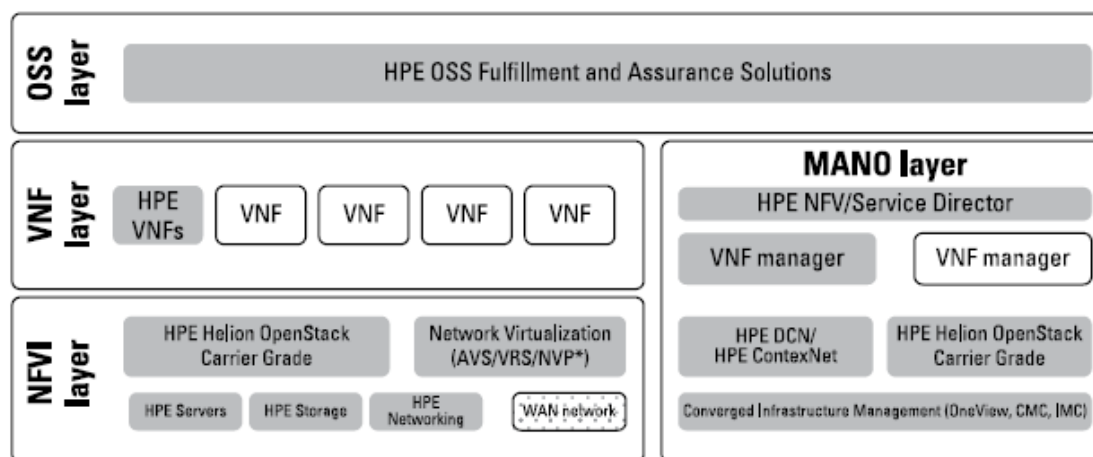 OSS
layer
HPE OSS Fulfillment and Assurance Solutions
VNF
layer
HPE
VNFs
VNF
VNF
VNF
VNF
MANO layer
HPE NFV/Service Director
VNF manager
VNF manager
NFVI
layer
HPE Helion OpenStack
Carrier Grade
Network Virtualization
(AVS/VRS/NVP*)
HPE Servers
HPE Storage
HPE
Networking
WAN network
HPE DCN/
HPE ContexNet
HPE Helion OpenStack
Carrier Grade
Converged Infrastructure Management (OneView, CMC, IMC)